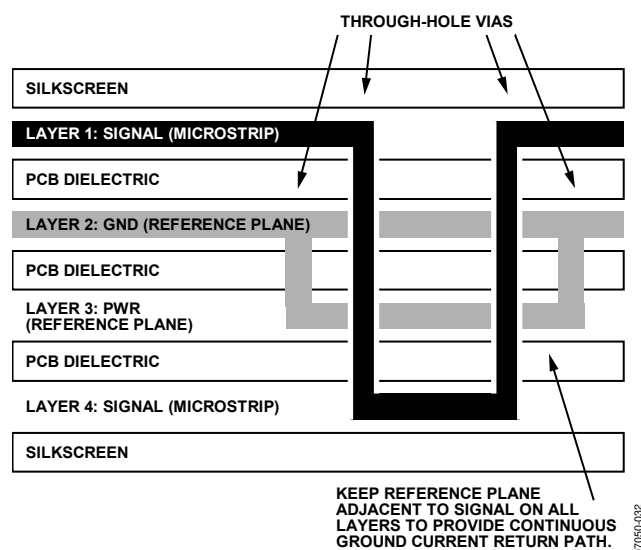 THROUGH-HOLE VIAS
SILKSCREEN
LAYER 1: SIGNAL (MICROSTRIP)
PCB DIELECTRIC
LAYER 2: GND (REFERENCE PLANE)
PCB DIELECTRIC
LAYER 3: PWR
(REFERENCE PLANE)
PCB DIELECTRIC
LAYER 4: SIGNAL (MICROSTRIP)
SILKSCREEN
KEEP REFERENCE PLANE
ADJACENT TO SIGNAL ON ALL
LAYERS TO PROVIDE CONTINUOUS
GROUND CURRENT RETURN PATH.
7050-032